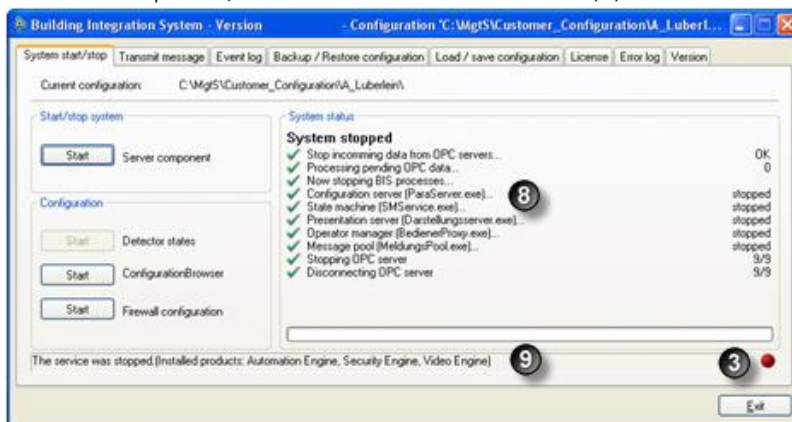 Building Integration System - Version - Configuration "C:\MgtS\Customer_Configuration\A_Luberl...
System start/stop Transmit message Event log Backup / Restore configuration Load / save configuration License Error log Version
Current configuration: C:\MgtS\Customer_Configuration\A_Luberlein\
Start/stop system
Start Server component
Configuration
Start Detector states
Start ConfigurationBrowser
Start Firewall configuration
System status
System stopped
Stop incomming data from OPC servers... OK
Processing pending OPC data... 0
Now stopping BIS processes...
Configuration server (ParaServer.exe)... stopped
State machine (SMService.exe)... stopped
Presentation server (Darstellungsserver.exe)... stopped
Operator manager (BedienerProxy.exe)... stopped
Message pool (MeldungsPool.exe)... stopped
Stopping OPC server 9/9
Disconnecting OPC server 9/9
8
The service was stopped.(Installed products: Automation Engine, Security Engine, Video Engine) 9 3
Exit